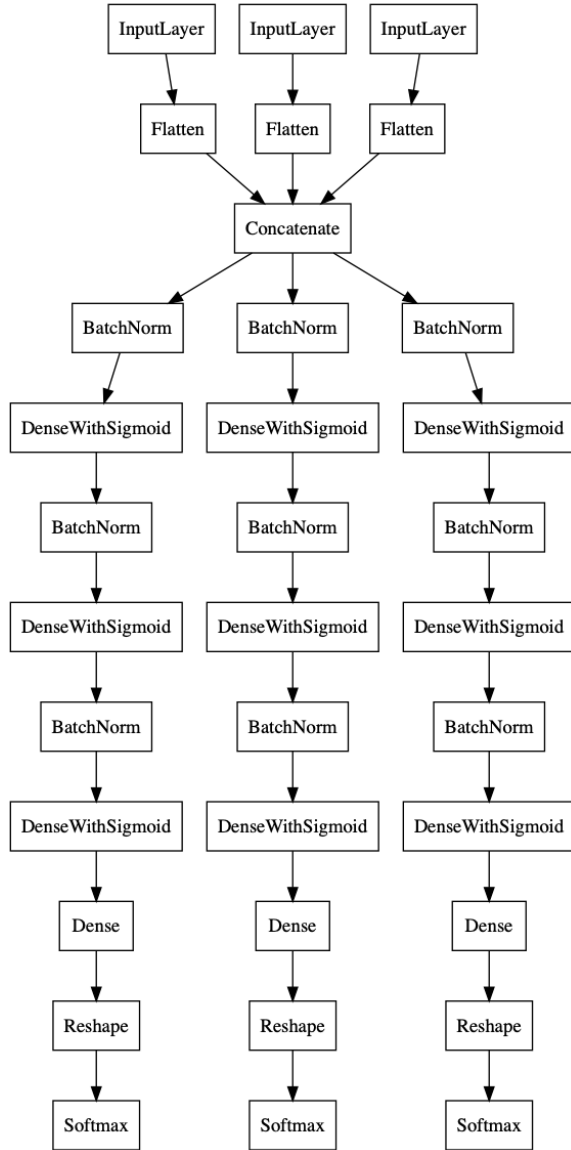 InputLayer InputLayer InputLayer
Flatten Flatten Flatten
Concatenate
BatchNorm BatchNorm BatchNorm
DenseWithSigmoid DenseWithSigmoid DenseWithSigmoid
BatchNorm BatchNorm BatchNorm
DenseWithSigmoid DenseWithSigmoid DenseWithSigmoid
BatchNorm BatchNorm BatchNorm
DenseWithSigmoid DenseWithSigmoid DenseWithSigmoid
Dense Dense Dense
Reshape Reshape Reshape
Softmax Softmax Softmax